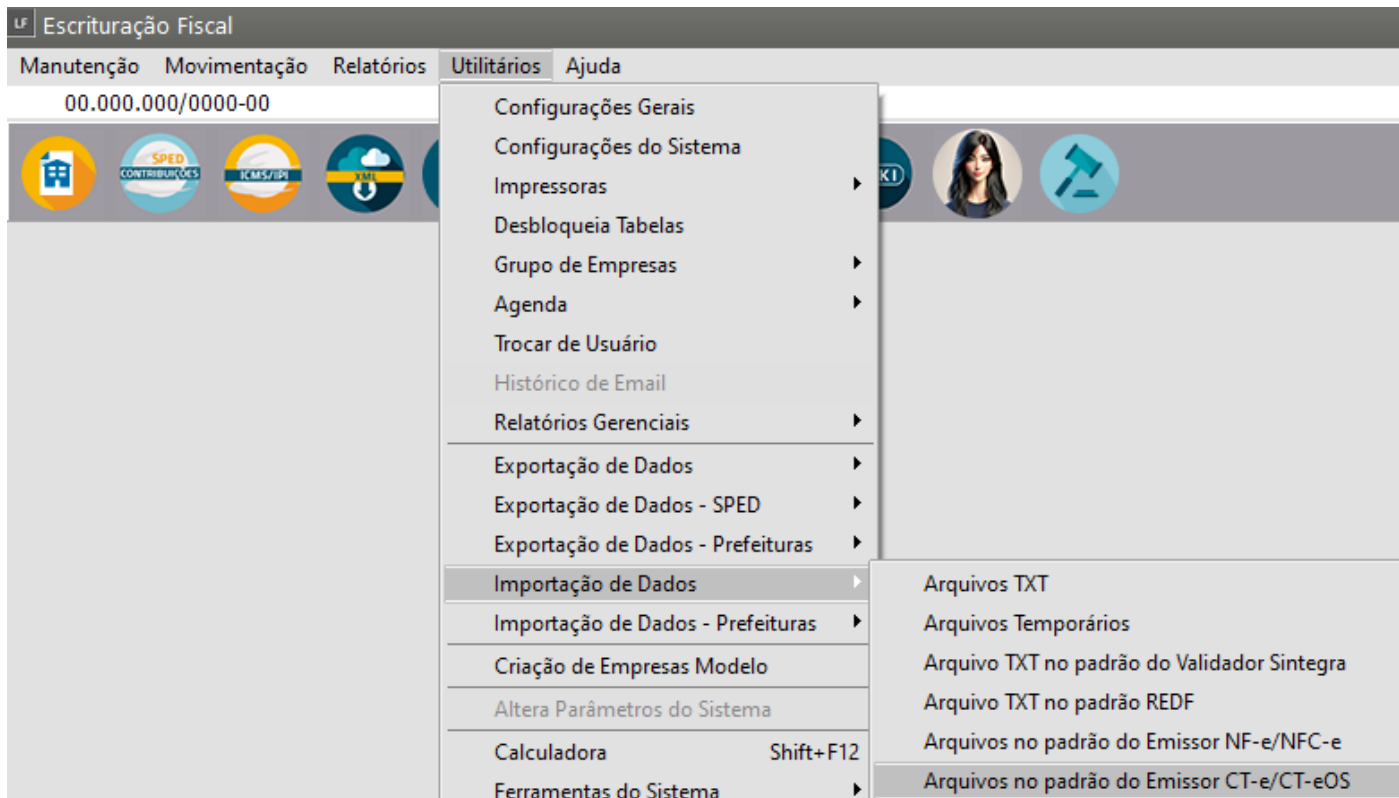 LF Escrituração Fiscal
Manutenção Movimentação Relatórios Utilitários Ajuda
00.000.000/0000-00
SPED
CONTRIBUIÇÕES
ICMS/IPI
XML
Configurações Gerais
Configurações do Sistema
Impressoras
Desbloqueia Tabelas
Grupo de Empresas
Agenda
Trocar de Usuário
Histórico de Email
Relatórios Gerenciais
Exportação de Dados
Exportação de Dados - SPED
Exportação de Dados - Prefeituras
Importação de Dados
Importação de Dados - Prefeituras
Criação de Empresas Modelo
Altera Parâmetros do Sistema
Calculadora Shift+F12
Ferramentas do Sistema
Arquivos TXT
Arquivos Temporários
Arquivo TXT no padrão do Validador Sintegra
Arquivo TXT no padrão REDF
Arquivos no padrão do Emissor NF-e/NFC-e
Arquivos no padrão do Emissor CT-e/CT-eOS